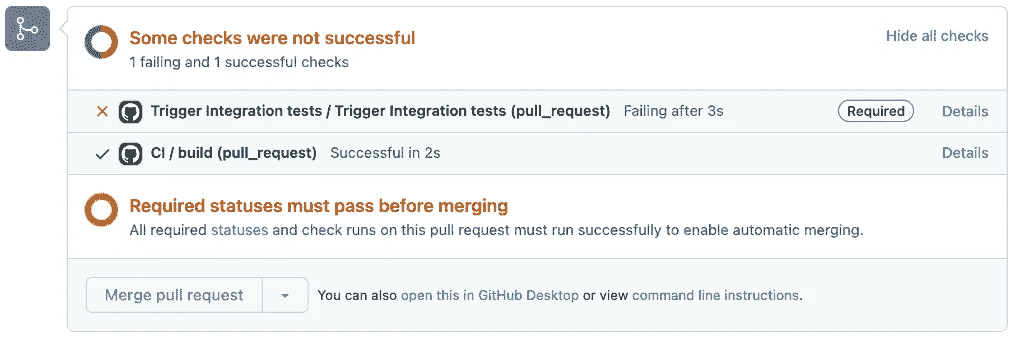 Some checks were not successful
Hide all checks
1 failing and 1 successful checks
Trigger Integration tests / Trigger Integration tests (pull_request) Failing after 3s Required Details
CI / build (pull_request) Successful in 2s Details
Required statuses must pass before merging
All required statuses and check runs on this pull request must run successfully to enable automatic merging.
Merge pull request You can also open this in GitHub Desktop or view command line instructions.